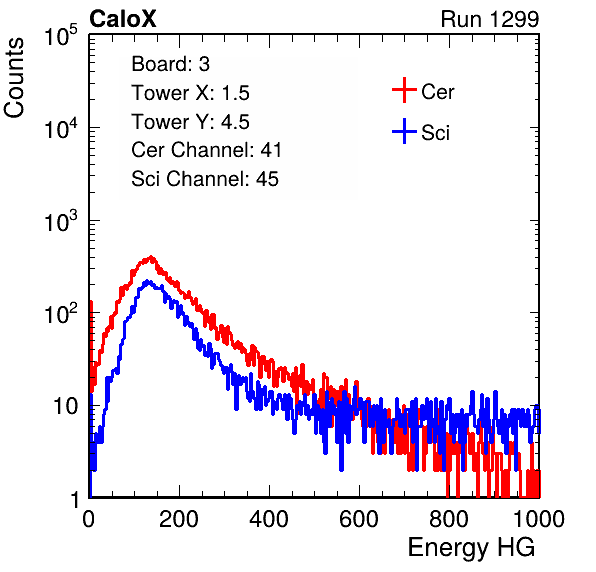 CaloX Run 1299
Counts
10^5
10^4
10^3
10^2
10
1
Board: 3
Tower X: 1.5
Tower Y: 4.5
Cer Channel: 41
Sci Channel: 45
Cer
Sci
0 200 400 600 800 1000
Energy HG